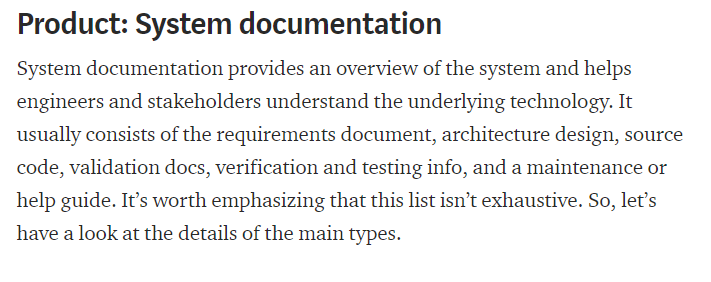 Product: System documentation
System documentation provides an overview of the system and helps
engineers and stakeholders understand the underlying technology. It
usually consists of the requirements document, architecture design, source
code, validation docs, verification and testing info, and a maintenance or
help guide. It’s worth emphasizing that this list isn’t exhaustive. So, let’s
have a look at the details of the main types.